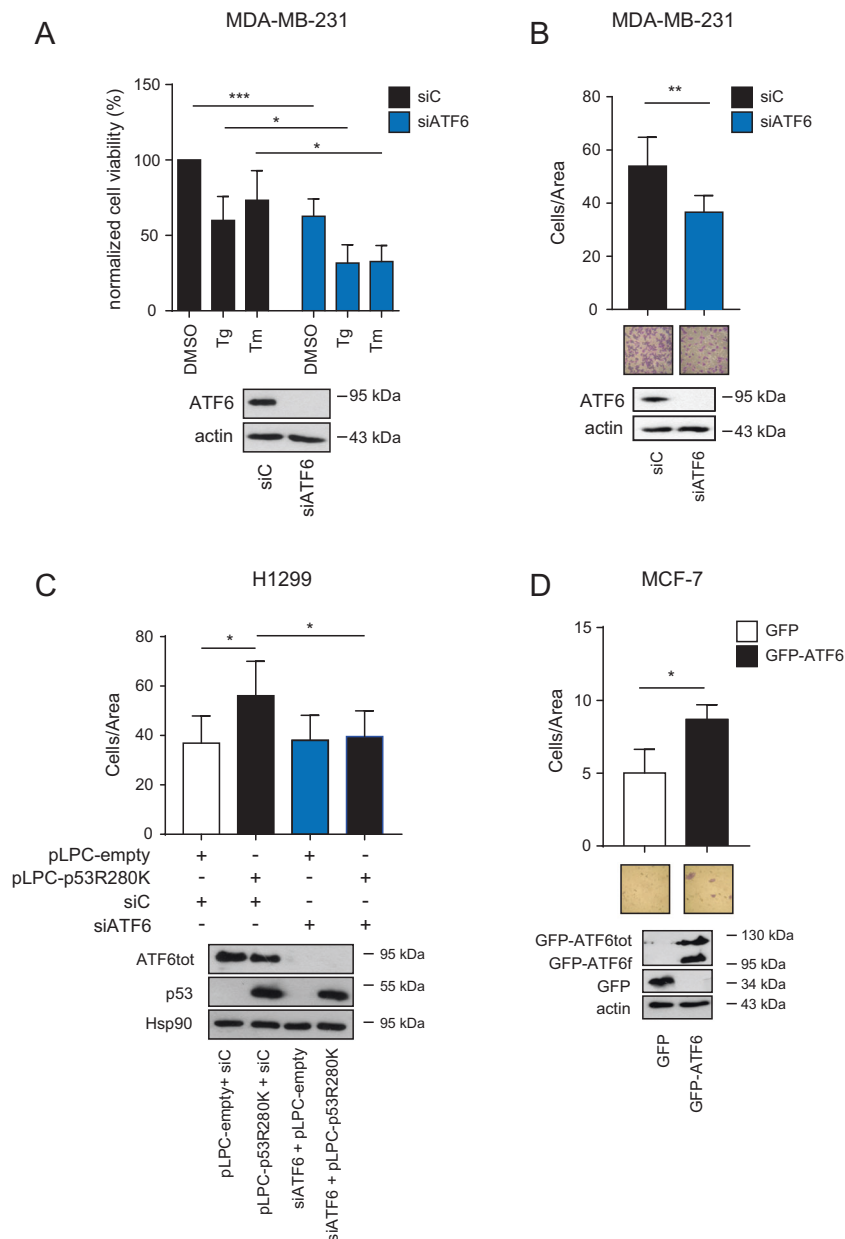 A
MDA-MB-231
normalized cell viability (%)
150
100
50
0
***
*
*
siC
siATF6
DMSO
Tg
Tm
DMSO
Tg
Tm
ATF6
–95 kDa
actin
–43 kDa
siC
siATF6
B
MDA-MB-231
Cells/Area
80
60
40
20
0
**
siC
siATF6
ATF6
–95 kDa
actin
–43 kDa
siC
siATF6
C
H1299
Cells/Area
80
60
40
20
0
*
*
pLPC-empty + - + -
pLPC-p53R280K - + - +
siC + + - -
siATF6 - - + +
ATF6tot
– 95 kDa
p53
– 55 kDa
Hsp90
– 95 kDa
pLPC-empty+ siC
pLPC-p53R280K + siC
siATF6 + pLPC-empty
siATF6 + pLPC-p53R280K
D
MCF-7
Cells/Area
15
10
5
0
*
GFP
GFP-ATF6
GFP-ATF6tot
– 130 kDa
GFP-ATF6f
– 95 kDa
GFP
– 34 kDa
actin
– 43 kDa
GFP
GFP-ATF6